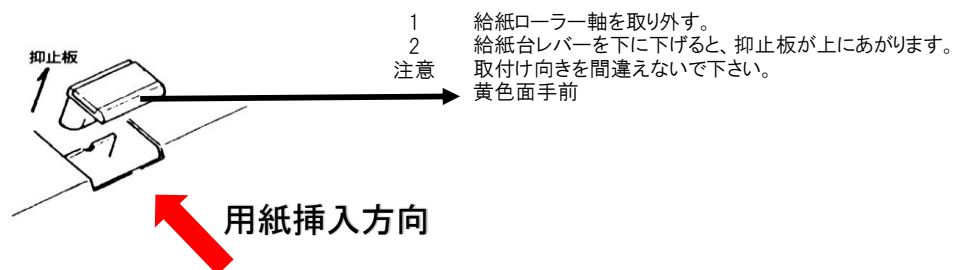 1 給紙ローラー軸を取り外す。
2 給紙台レバーを下に下げると、抑止板が上にあがります。
注意 取付け向きを間違えないで下さい。
黄色面手前
抑止板
用紙挿入方向